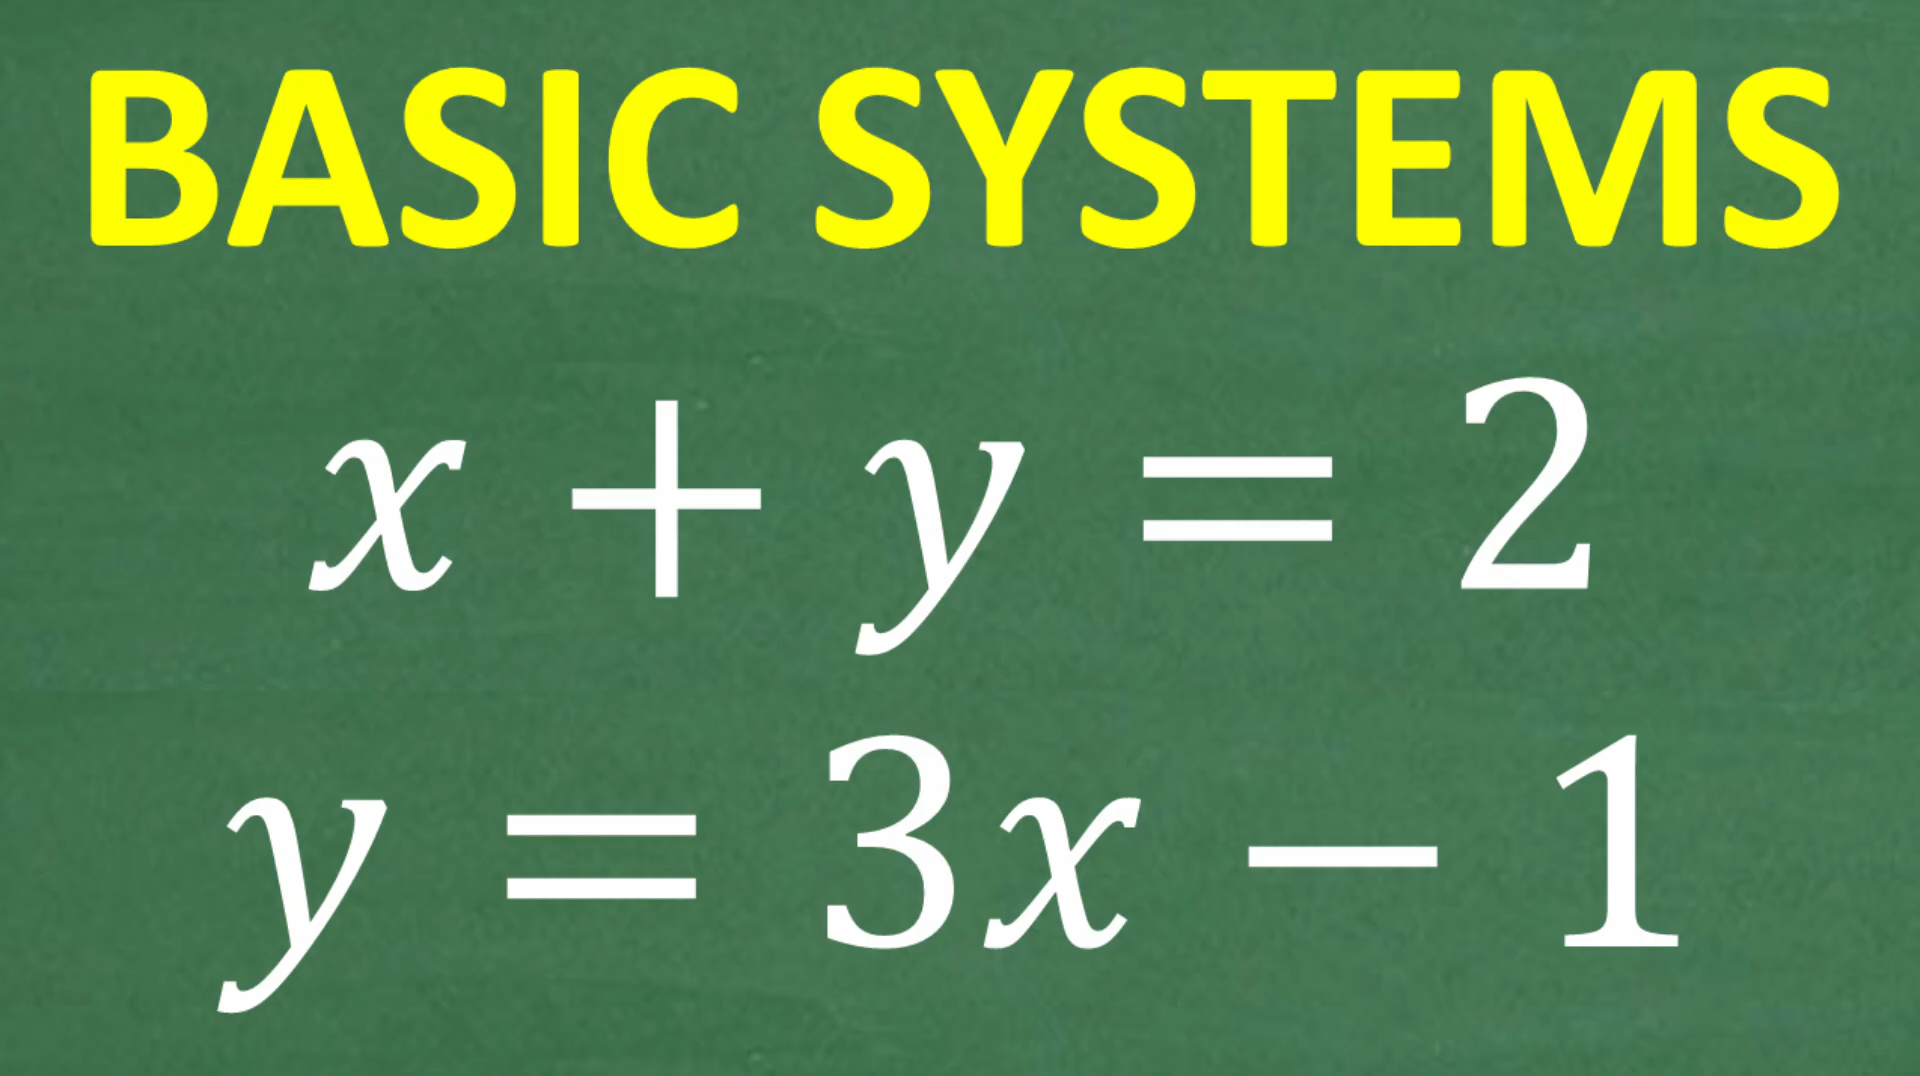 BASIC SYSTEMS
x + y = 2
y = 3x − 1